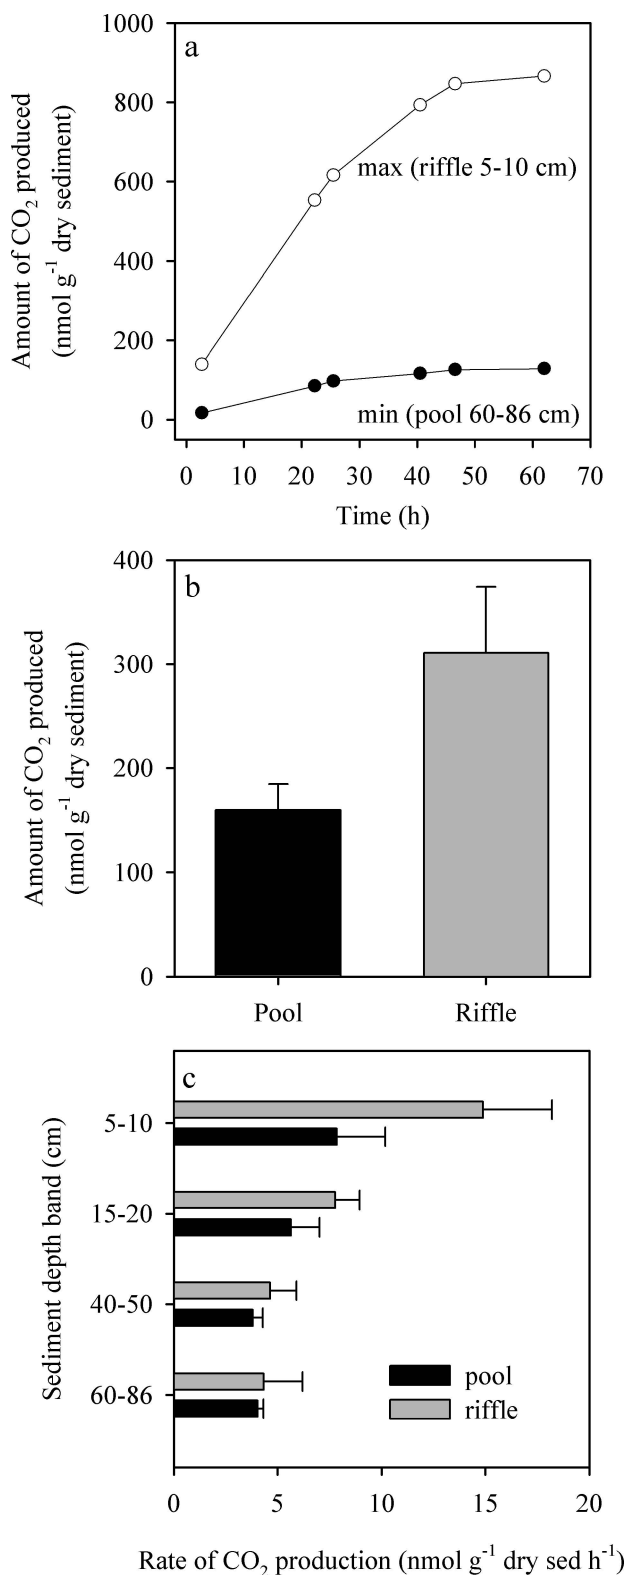 a
1000
800
600
400
200
0
Amount of CO₂ produced
(nmol g⁻¹ dry sediment)
max (riffle 5-10 cm)
min (pool 60-86 cm)
0 10 20 30 40 50 60 70
Time (h)
b
400
300
200
100
0
Amount of CO₂ produced
(nmol g⁻¹ dry sediment)
Pool Riffle
c
Sediment depth band (cm)
5-10
15-20
40-50
60-86
pool
riffle
0 5 10 15 20
Rate of CO₂ production (nmol g⁻¹ dry sed h⁻¹)